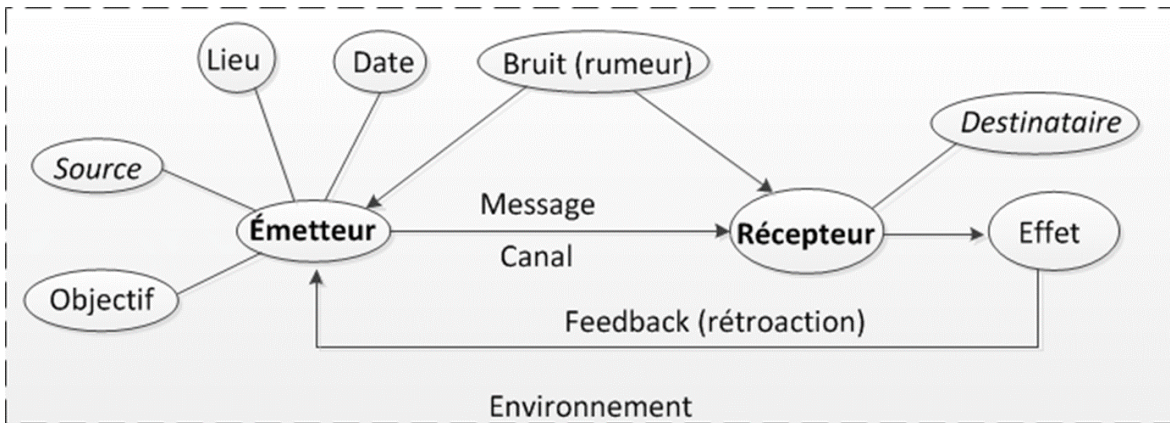 Lieu
Date
Bruit (rumeur)
Destinataire
Source
Émetteur
Message
Canal
Récepteur
Effet
Objectif
Feedback (rétroaction)
Environnement